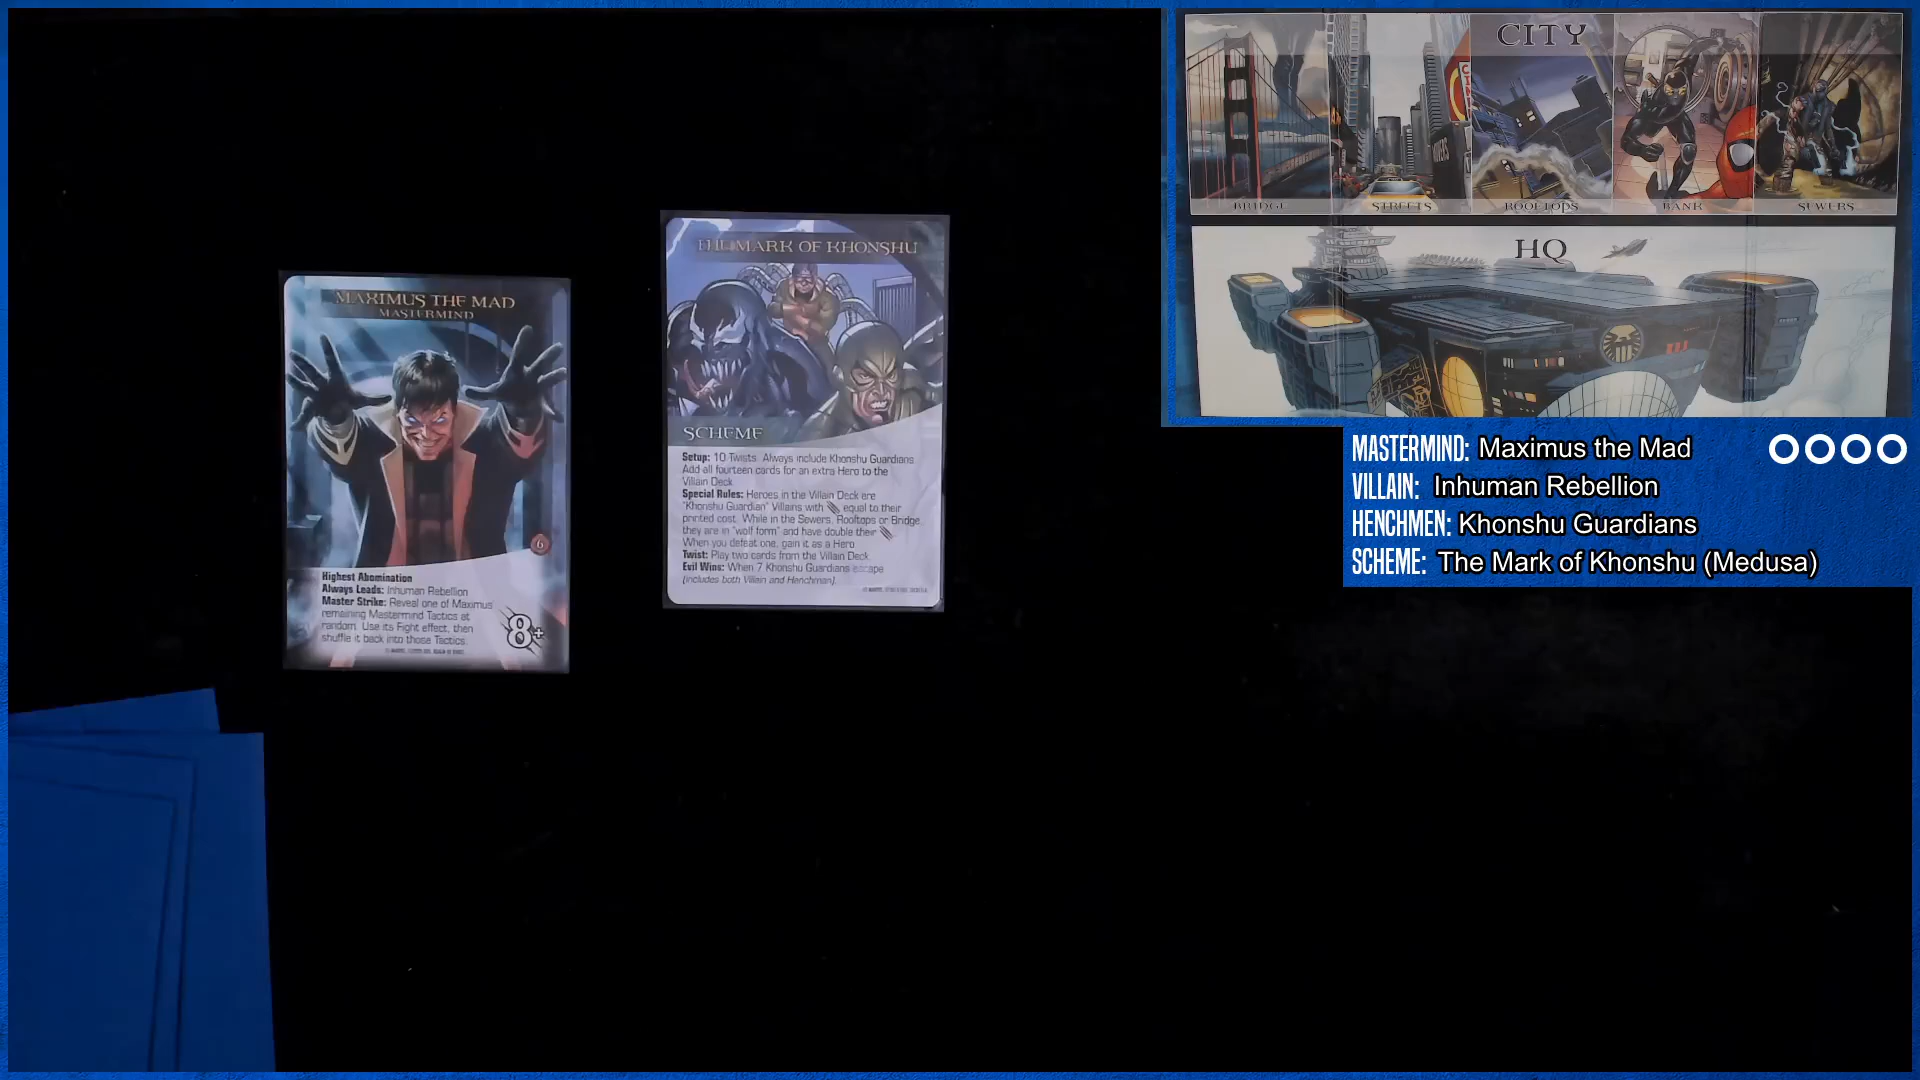 MAXIMUS THE MAD
MASTERMIND
6
Highest Abomination
Always Leads: Inhuman Rebellion
Master Strike: Reveal one of Maximus'
remaining Mastermind Tactics at
random. Use its Fight effect, then
shuffle it back into those Tactics.
8+
THE MARK OF KHONSHU
SCHEME
Setup: 10 Twists. Always include Khonshu Guardians.
Add all fourteen cards for an extra Hero to the
Villain Deck.
Special Rules: Heroes in the Villain Deck are
"Khonshu Guardian" Villains with equal to their
printed cost. While in the Sewers, Rooftops or Bridge,
they are in "wolf form" and have double their
When you defeat one, gain it as a Hero.
Twist: Play two cards from the Villain Deck.
Evil Wins: When 7 Khonshu Guardians escape
(includes both Villain and Henchman).
CITY
BRIDGE
STREETS
ROOFTOPS
BANK
SEWERS
HQ
MASTERMIND: Maximus the Mad
VILLAIN: Inhuman Rebellion
HENCHMEN: Khonshu Guardians
SCHEME: The Mark of Khonshu (Medusa)